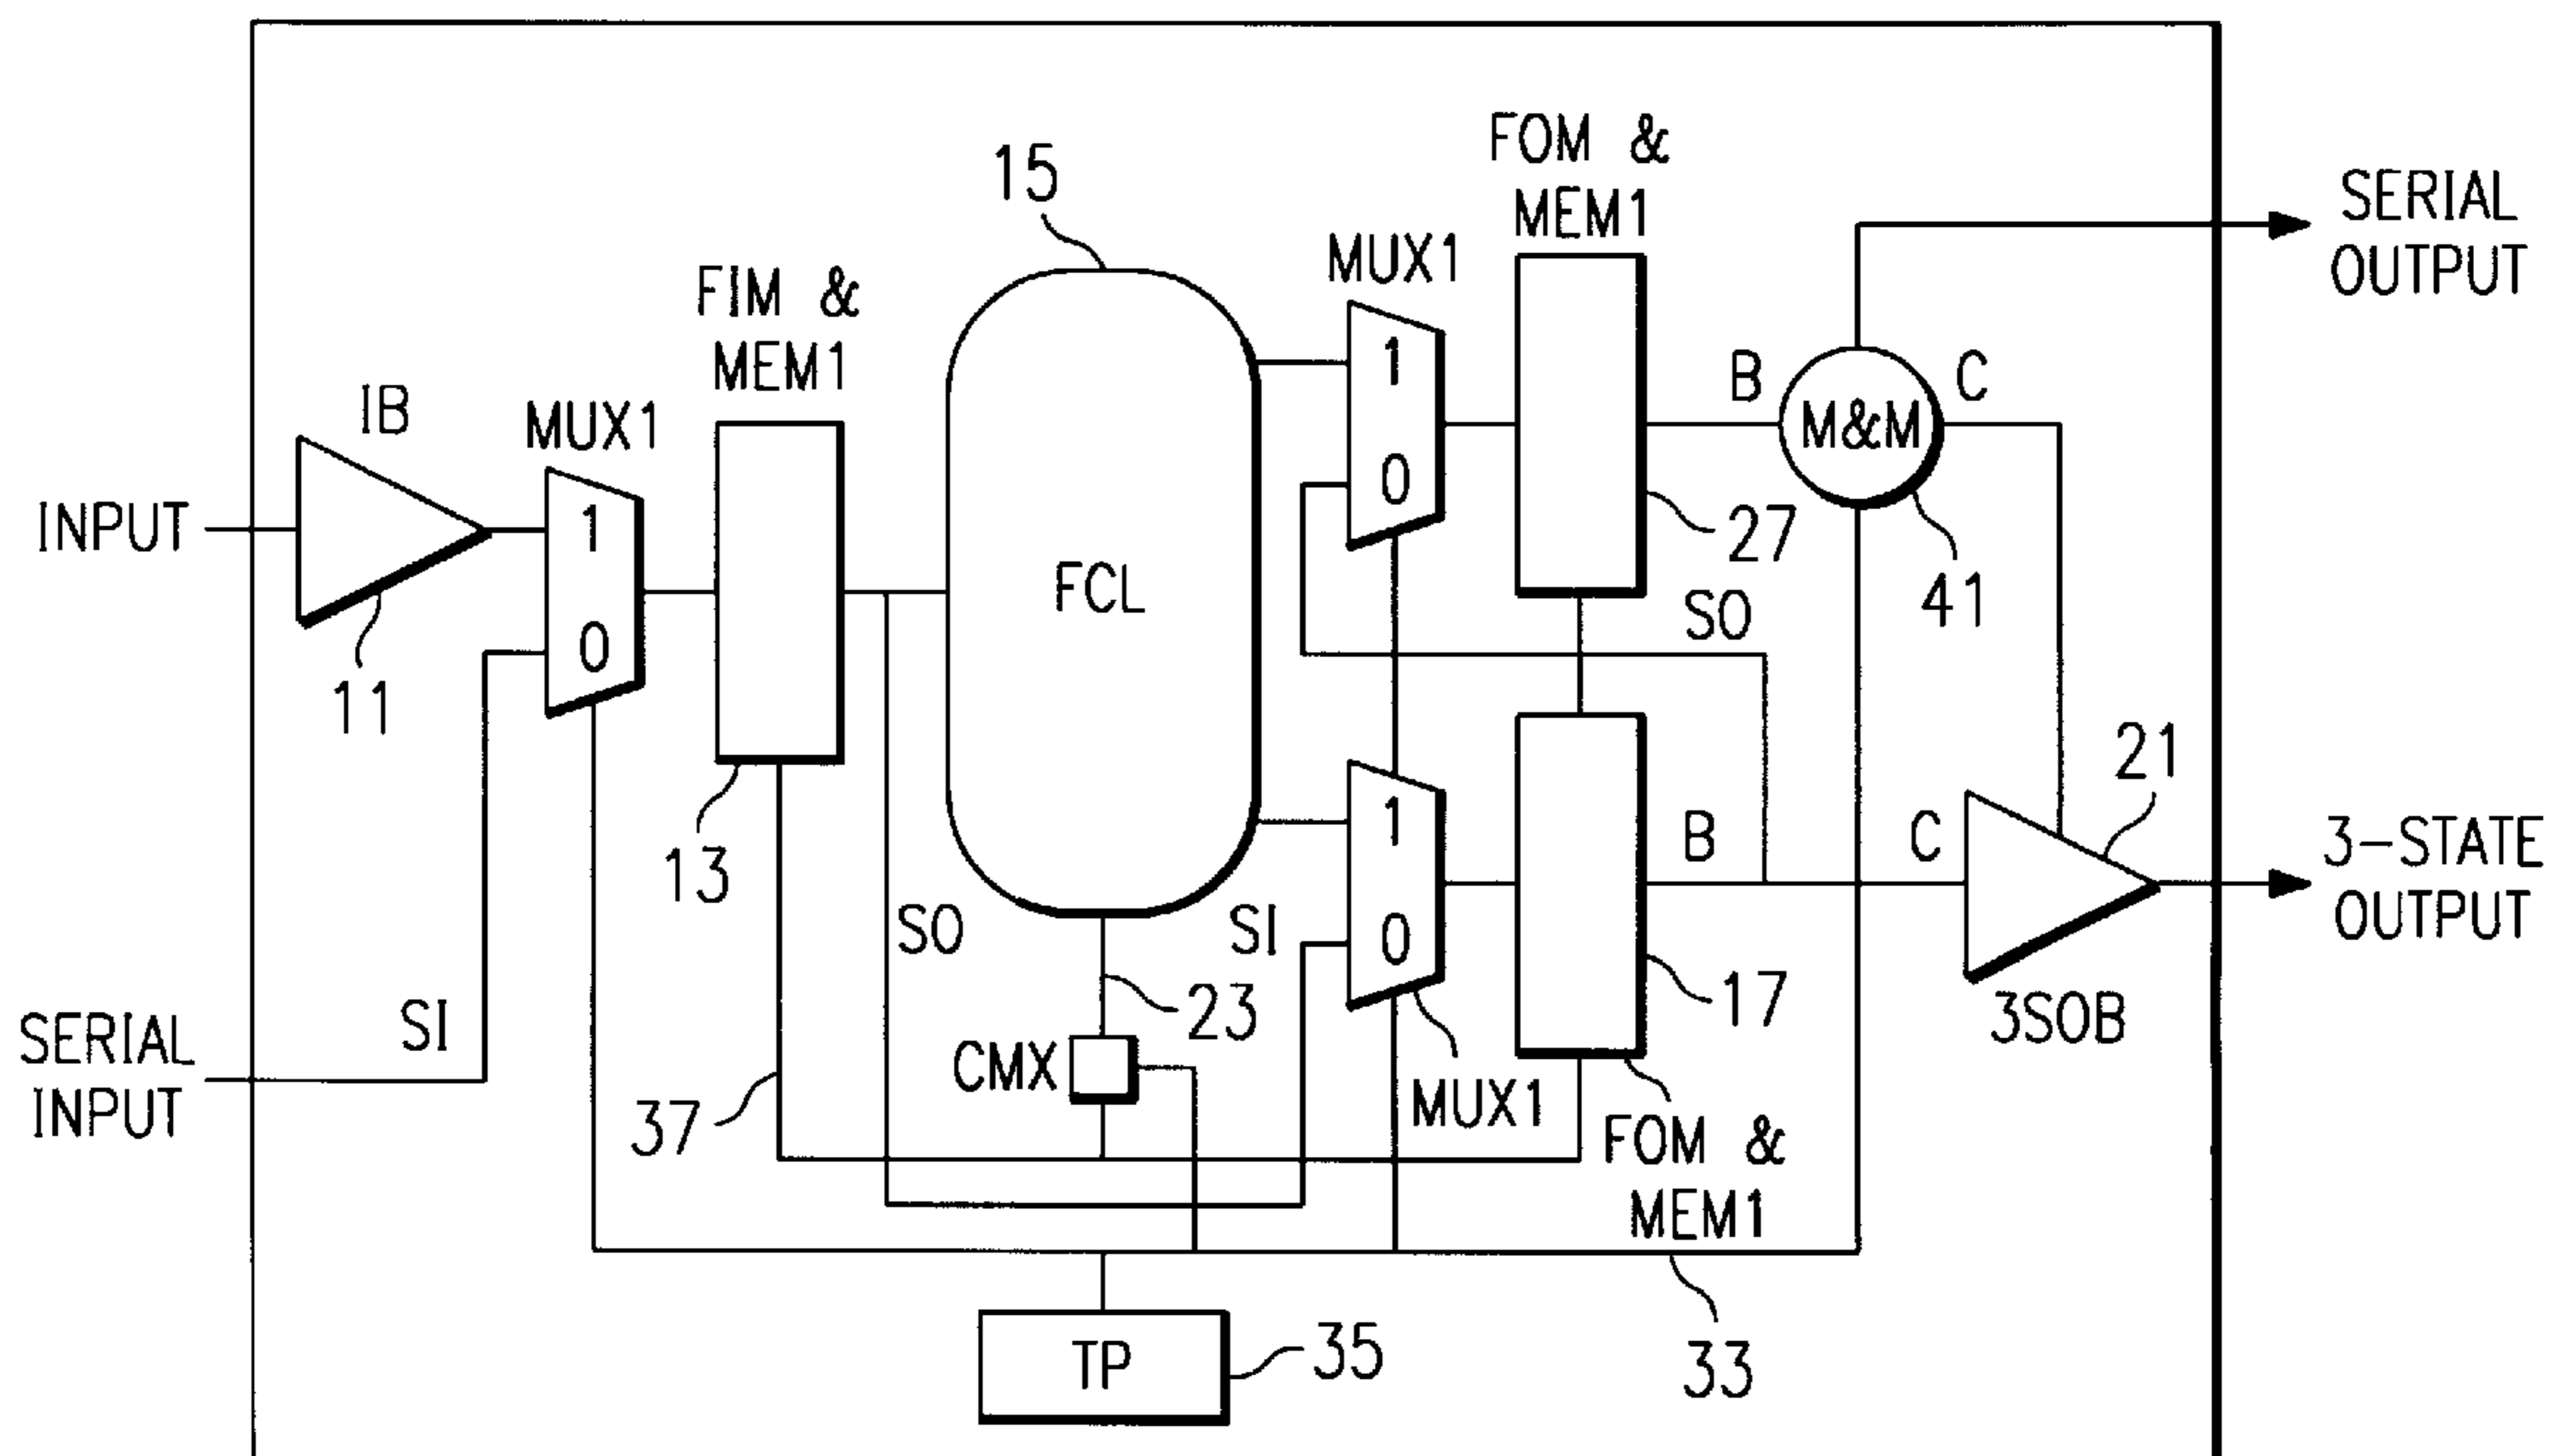 FOM &
MEM1
15
SERIAL
OUTPUT
MUX1
FIM &
MEM1
1
B
M&M
C
IB
MUX1
0
INPUT
1
27
FCL
41
SO
0
11
21
1
B
C
3-STATE
OUTPUT
13
SO
SI
0
23
17
3SOB
SERIAL
INPUT
SI
CMX
37
MUX1
FOM &
MEM1
TP
35
33